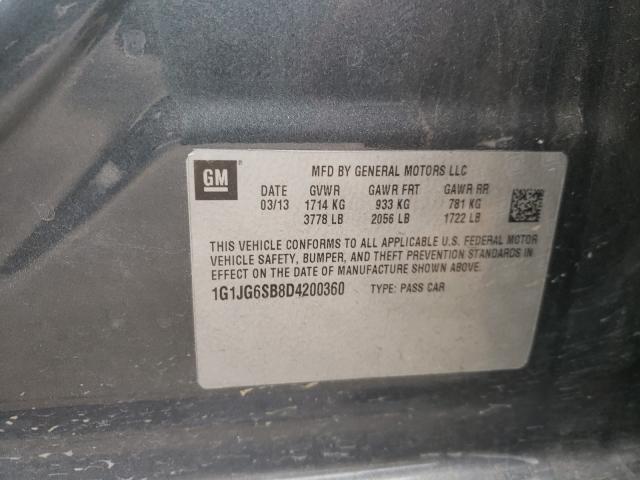 GM ®
MFD BY GENERAL MOTORS LLC
DATE GVWR GAWR FRT GAWR RR
03/13 1714 KG 933 KG 781 KG
3778 LB 2056 LB 1722 LB
THIS VEHICLE CONFORMS TO ALL APPLICABLE U.S. FEDERAL MOTOR
VEHICLE SAFETY, BUMPER, AND THEFT PREVENTION STANDARDS IN
EFFECT ON THE DATE OF MANUFACTURE SHOWN ABOVE.
1G1JG6SB8D4200360 TYPE: PASS CAR